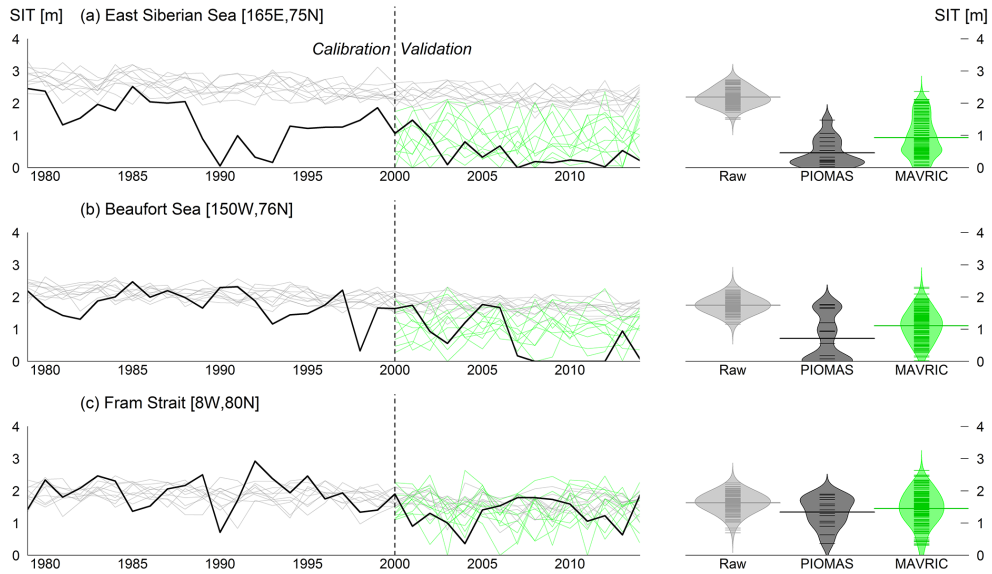 SIT [m] (a) East Siberian Sea [165E,75N] SIT [m]
4 4
Calibration Validation
3 3
2 2
1 1
0 0
1980 1985 1990 1995 2000 2005 2010 Raw PIOMAS MAVRIC
(b) Beaufort Sea [150W,76N]
4 4
3 3
2 2
1 1
0 0
1980 1985 1990 1995 2000 2005 2010 Raw PIOMAS MAVRIC
(c) Fram Strait [8W,80N]
4 4
3 3
2 2
1 1
0 0
1980 1985 1990 1995 2000 2005 2010 Raw PIOMAS MAVRIC